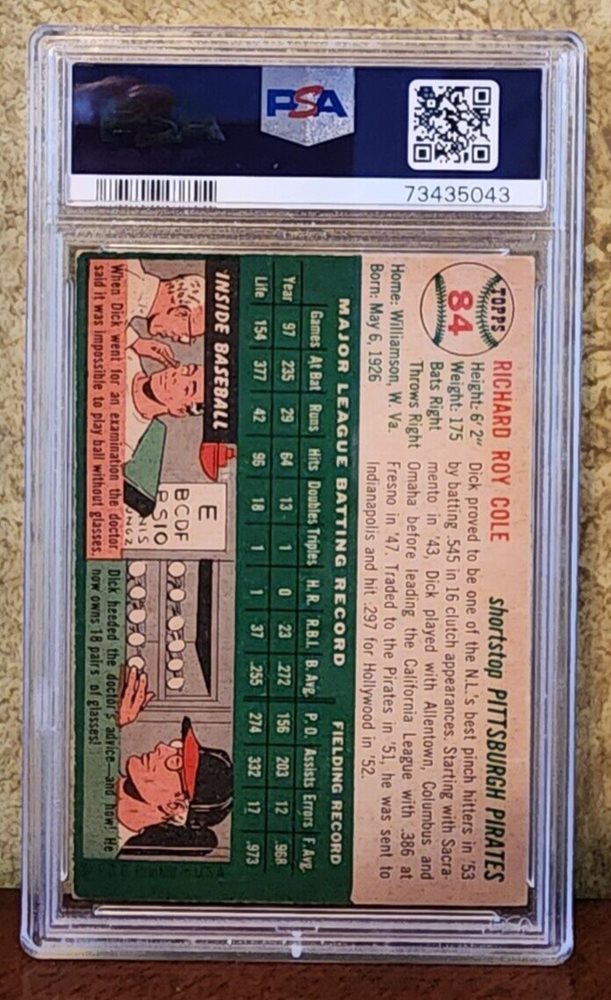 PSA
73435043
TOPPS
84
RICHARD ROY COLE
shortstop PITTSBURGH PIRATES
Height: 6' 2"
Weight: 175
Bats Right
Throws Right
Home: Williamson, W. Va.
Born: May 6, 1926
Dick proved to be one of the N.L.'s best pinch hitters in '53
by batting .545 in 16 clutch appearances. Starting with Sacra-
mento in '43, Dick played with Allentown, Columbus and
Omaha before leading the California League with .386 at
Fresno in '47. Traded to the Pirates in '51, he was sent to
Indianapolis and hit .297 for Hollywood in '52.
MAJOR LEAGUE BATTING RECORD FIELDING RECORD
Games At Bat Runs Hits Doubles Triples H.R. R.B.I. B. Avg. P. O. Assists Errors F. Avg.
Year 97 235 29 64 13 1 0 23 .272 156 203 12 .968
Life 154 377 42 96 18 1 1 37 .255 274 332 17 .973
INSIDE BASEBALL
E
BCDF
When Dick went for an examination the doctor
said it was impossible to play ball without glasses.
Dick heeded the doctor's advice—and how! He
now owns 18 pairs of glasses!